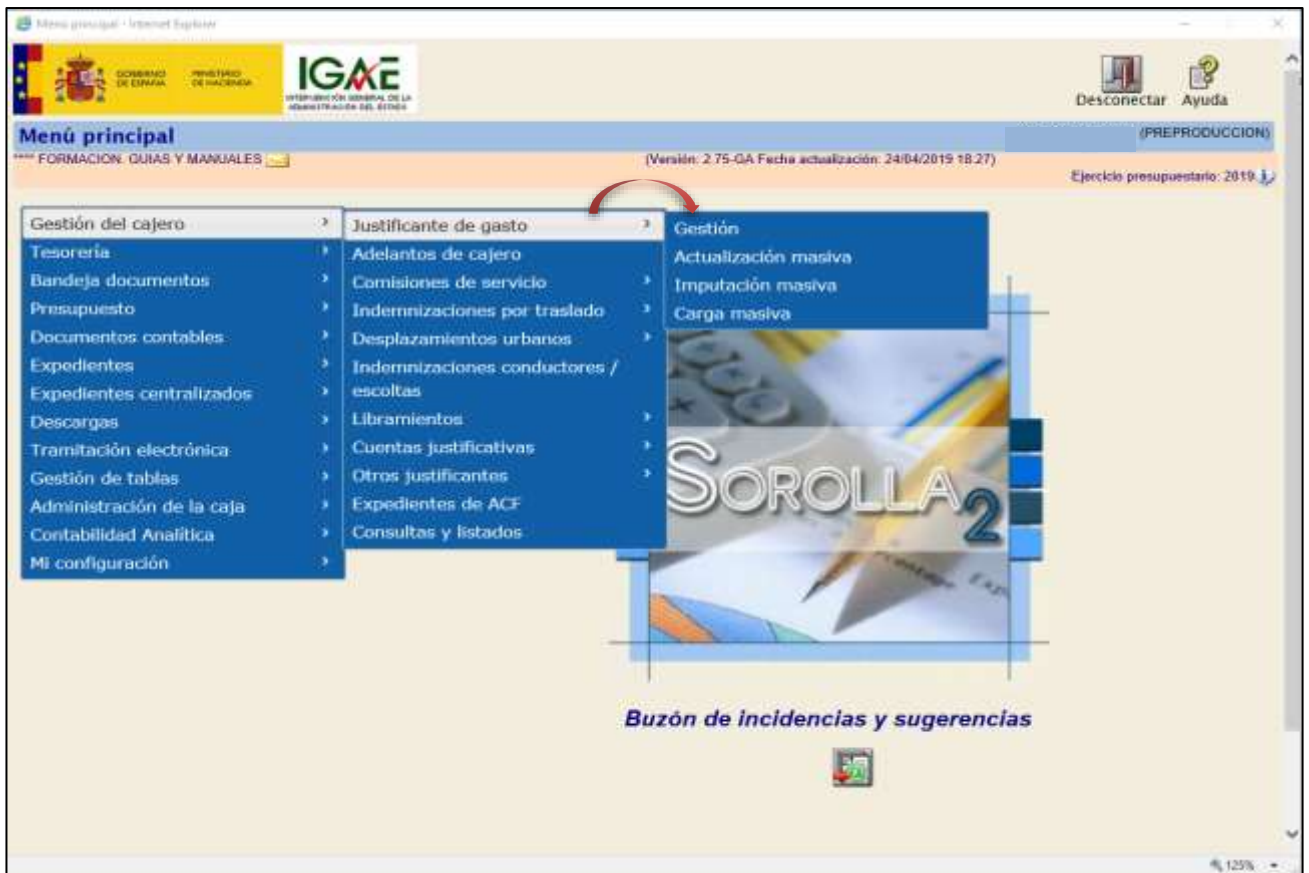 Menú principal - Internet Explorer
GOBIERNO DE ESPAÑA
MINISTERIO DE HACIENDA
IGAE
INTERVENCIÓN GENERAL DE LA
ADMINISTRACIÓN DEL ESTADO
Desconectar Ayuda
Menú principal
(PREPRODUCCION)
**** FORMACION: GUIAS Y MANUALES
(Versión: 2.75-GA Fecha actualización: 24/04/2019 18:27)
Ejercicio presupuestario: 2019
Gestión del cajero
Tesorería
Bandeja documentos
Presupuesto
Documentos contables
Expedientes
Expedientes centralizados
Descargas
Tramitación electrónica
Gestión de tablas
Administración de la caja
Contabilidad Analítica
Mi configuración
Justificante de gasto
Adelantos de cajero
Comisiones de servicio
Indemnizaciones por traslado
Desplazamientos urbanos
Indemnizaciones conductores /
escoltas
Libramientos
Cuentas justificativas
Otros justificantes
Expedientes de ACF
Consultas y listados
Gestión
Actualización masiva
Imputación masiva
Carga masiva
SOROLLA2
Buzón de incidencias y sugerencias
125%